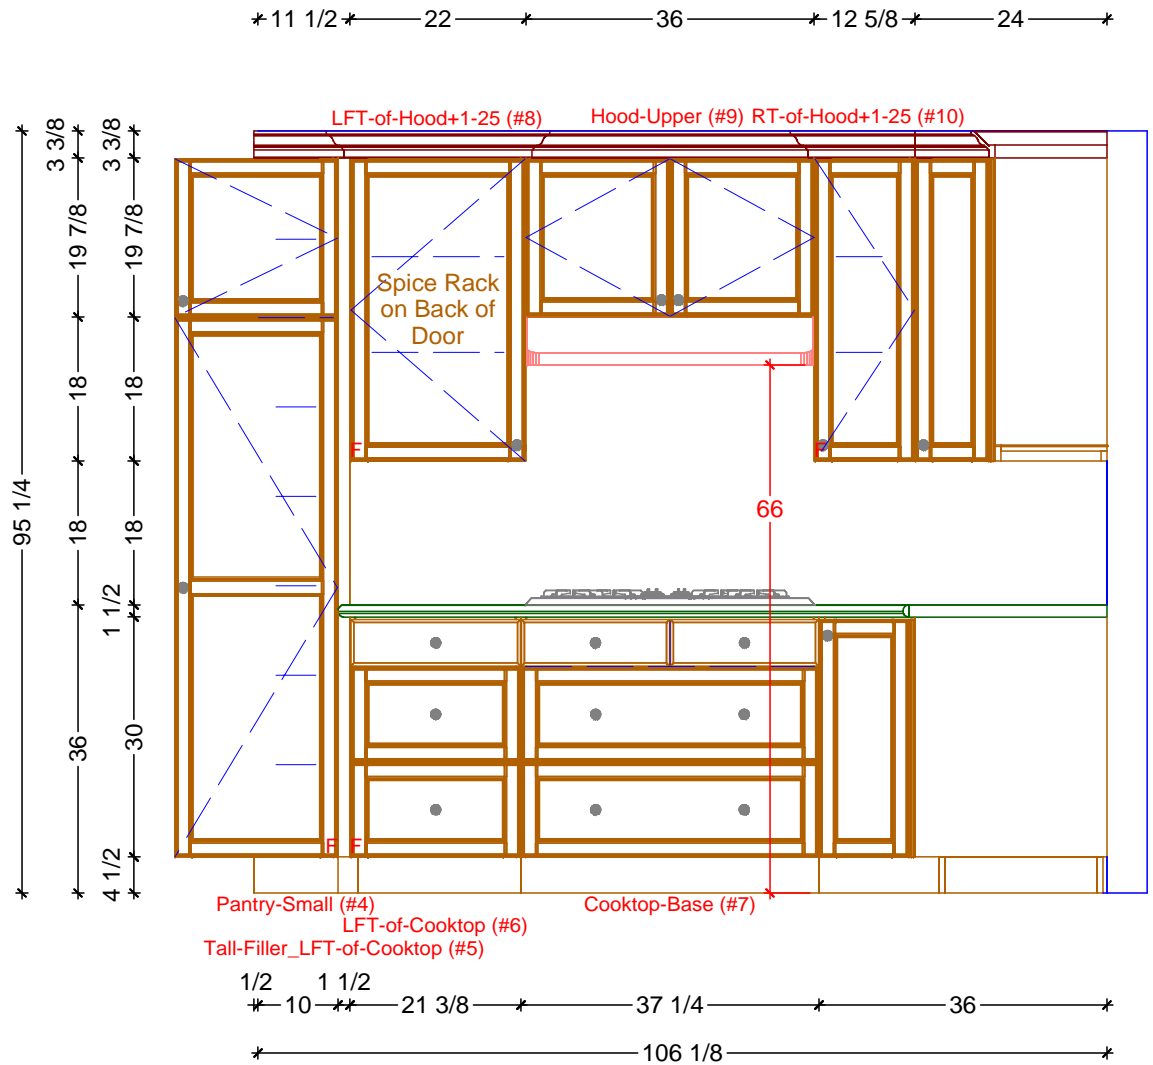 11 1/2 22 36 12 5/8 24
LFT-of-Hood+1-25 (#8) Hood-Upper (#9) RT-of-Hood+1-25 (#10)
3 3/8 3 3/8
19 7/8 19 7/8
Spice Rack
on Back of
Door
18 18
F F
95 1/4
66
18 18
1 1/2
36 30
F F
4 1/2
Pantry-Small (#4) Cooktop-Base (#7)
LFT-of-Cooktop (#6)
Tall-Filler_LFT-of-Cooktop (#5)
1/2 1 1/2
10 21 3/8 37 1/4 36
106 1/8